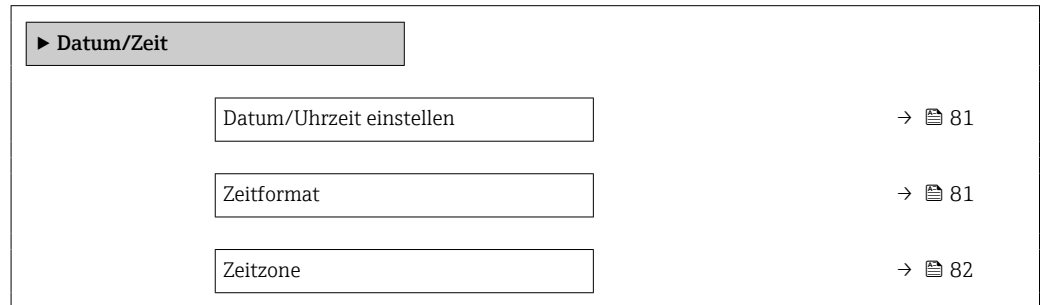 ► Datum/Zeit
Datum/Uhrzeit einstellen → 🖹 81
Zeitformat → 🖹 81
Zeitzone → 🖹 82